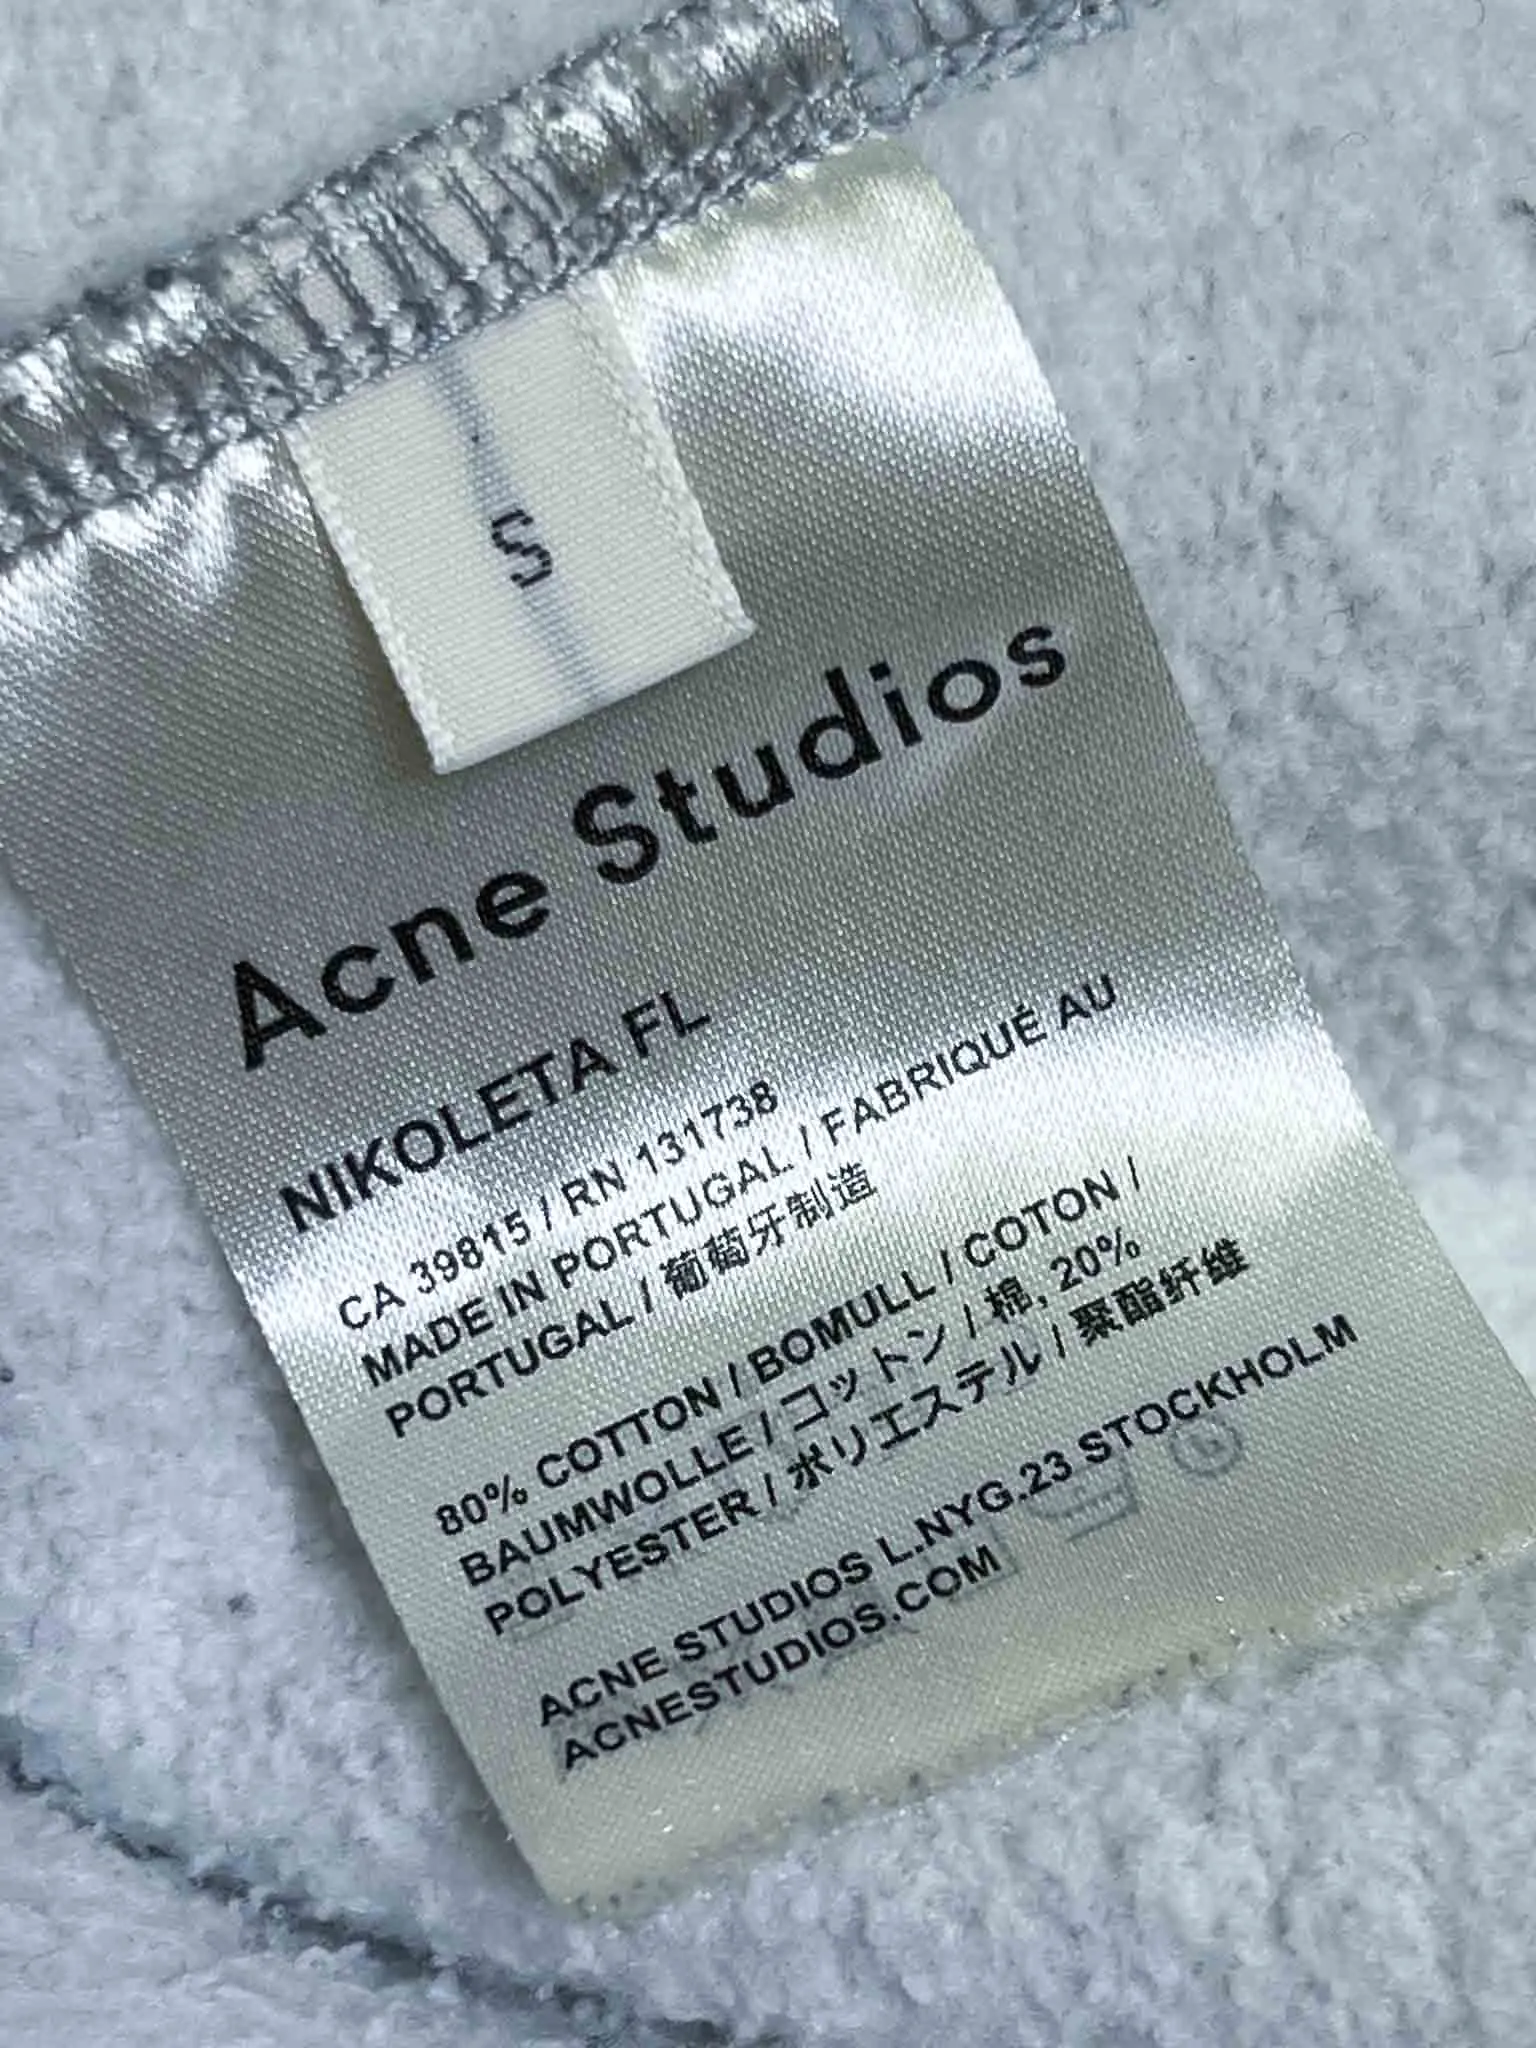 S
Acne Studios
NIKOLETA FL
CA 39815 / RN 131738
MADE IN PORTUGAL / FABRIQUÉ AU
PORTUGAL / 葡萄牙制造
80% COTTON / BOMULL / COTON /
BAUMWOLLE / コットン / 棉, 20%
POLYESTER / ポリエステル / 聚酯纤维
ACNE STUDIOS L.NYG.23 STOCKHOLM
ACNESTUDIOS.COM